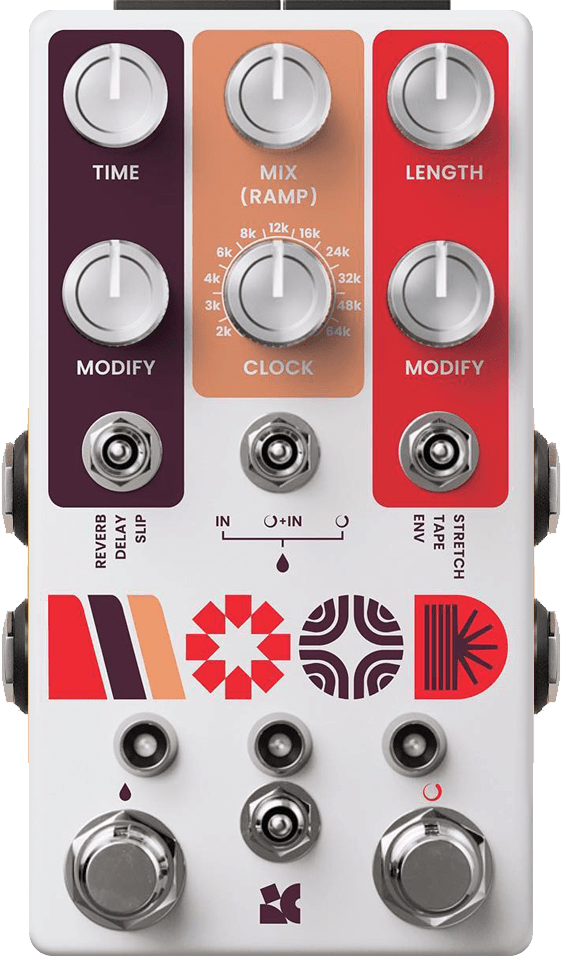 TIME
MIX
(RAMP)
LENGTH
2k 3k 4k 6k 8k 12k 16k 24k 32k 48k 64k
MODIFY
CLOCK
MODIFY
REVERB
DELAY
SLIP
IN
+IN
STRETCH
TAPE
ENV